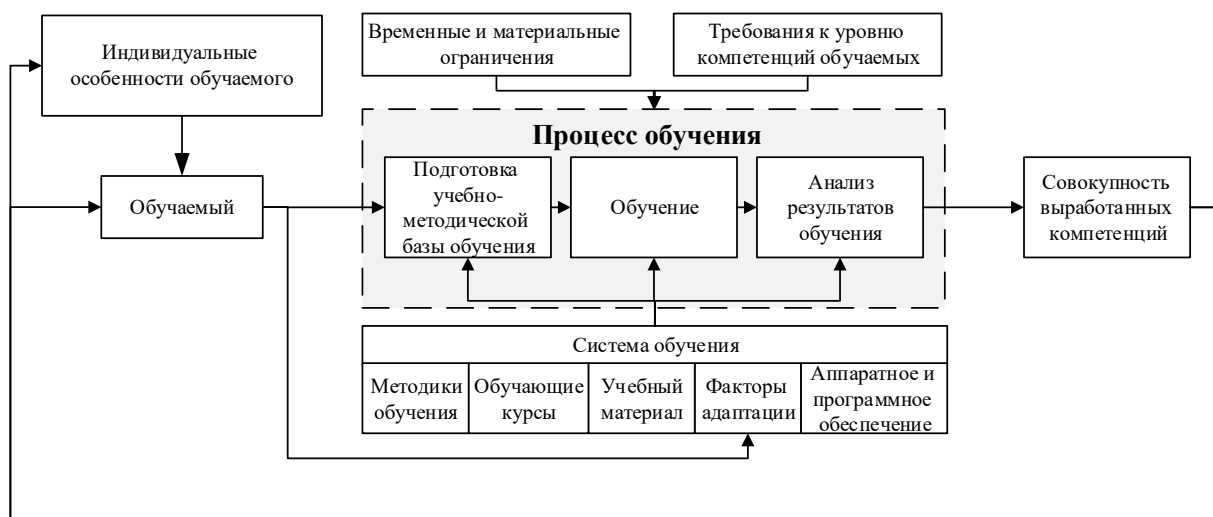 Индивидуальные
особенности обучаемого
Временные и материальные
ограничения
Требования к уровню
компетенций обучаемых
Процесс обучения
Обучаемый
Подготовка
учебно-
методической
базы обучения
Обучение
Анализ
результатов
обучения
Совокупность
выработанных
компетенций
Система обучения
Методики
обучения
Обучающие
курсы
Учебный
материал
Факторы
адаптации
Аппаратное и
программное
обеспечение